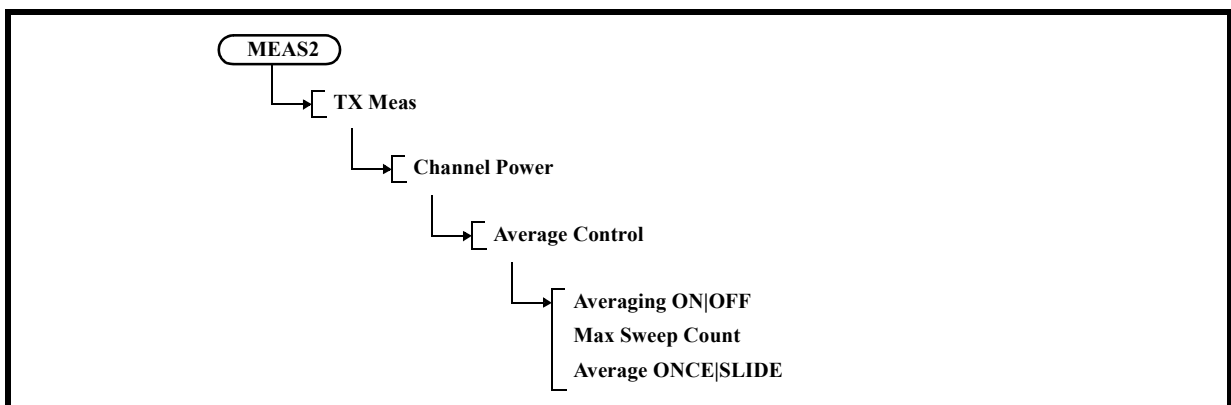 MEAS2
TX Meas
Channel Power
Average Control
Averaging ON|OFF
Max Sweep Count
Average ONCE|SLIDE